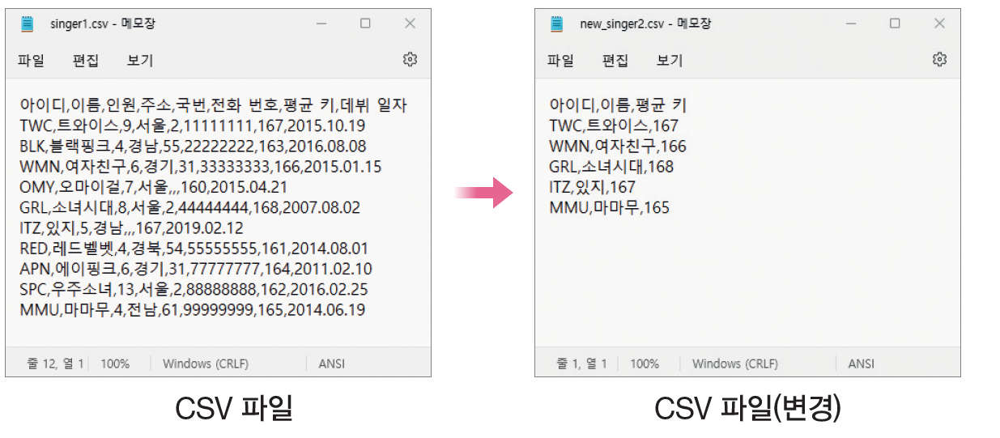 singer1.csv - 메모장
파일 편집 보기
아이디,이름,인원,주소,국번,전화 번호,평균 키,데뷔 일자
TWC,트와이스,9,서울,2,11111111,167,2015.10.19
BLK,블랙핑크,4,경남,55,22222222,163,2016.08.08
WMN,여자친구,6,경기,31,33333333,166,2015.01.15
OMY,오마이걸,7,서울,,,160,2015.04.21
GRL,소녀시대,8,서울,2,44444444,168,2007.08.02
ITZ,있지,5,경남,,,167,2019.02.12
RED,레드벨벳,4,경북,54,55555555,161,2014.08.01
APN,에이핑크,6,경기,31,77777777,164,2011.02.10
SPC,우주소녀,13,서울,2,88888888,162,2016.02.25
MMU,마마무,4,전남,61,99999999,165,2014.06.19
줄 12, 열 1 100% Windows (CRLF) ANSI
CSV 파일
new_singer2.csv - 메모장
파일 편집 보기
아이디,이름,평균 키
TWC,트와이스,167
WMN,여자친구,166
GRL,소녀시대,168
ITZ,있지,167
MMU,마마무,165
줄 1, 열 1 100% Windows (CRLF) ANSI
CSV 파일(변경)